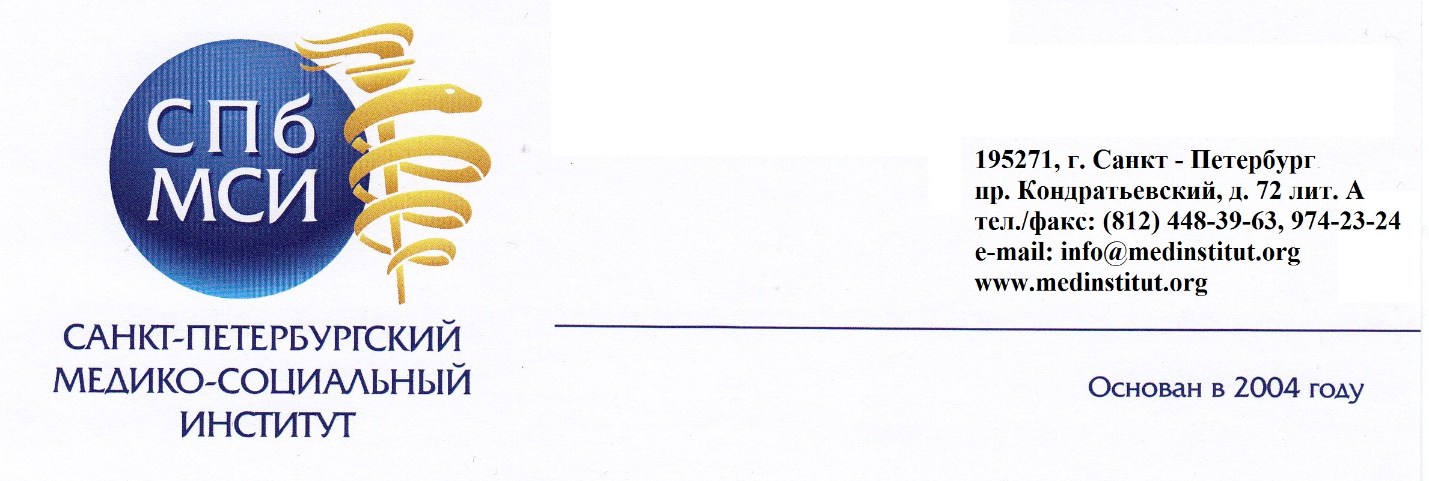 СПб
МСИ
САНКТ-ПЕТЕРБУРГСКИЙ
МЕДИКО-СОЦИАЛЬНЫЙ
ИНСТИТУТ
195271, г. Санкт - Петербург
пр. Кондратьевский, д. 72 лит. А
тел./факс: (812) 448-39-63, 974-23-24
e-mail: info@medinstitut.org
www.medinstitut.org
Основан в 2004 году